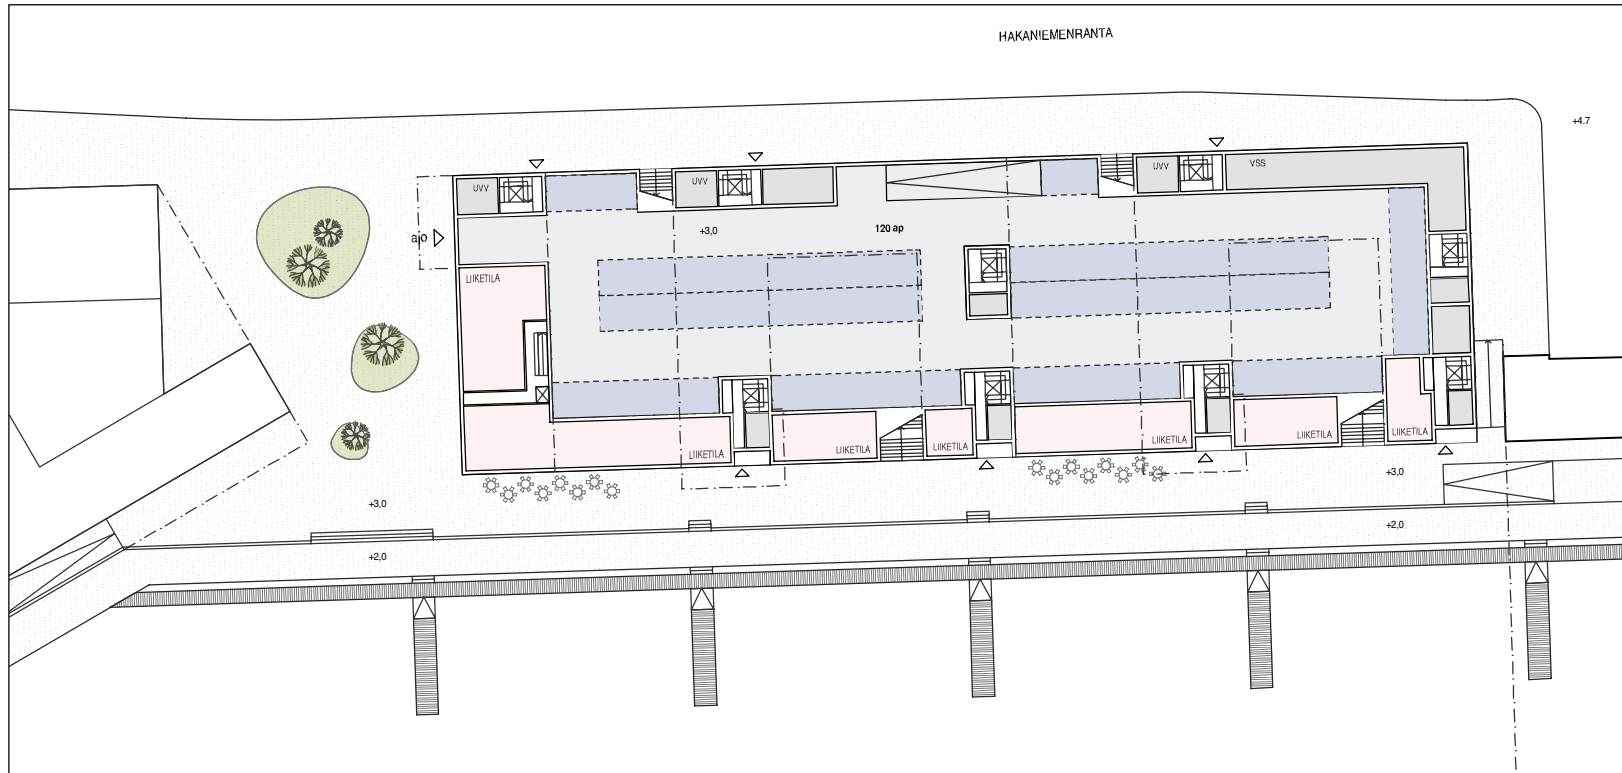 HAKANIEMENRANTA
+4.7
UVV
UVV
UVV
VSS
ajo
+3,0
120 ap
LIIKETILA
LIIKETILA
LIIKETILA
LIIKETILA
LIIKETILA
LIIKETILA
LIIKETILA
+3,0
+3,0
+2,0
+2,0